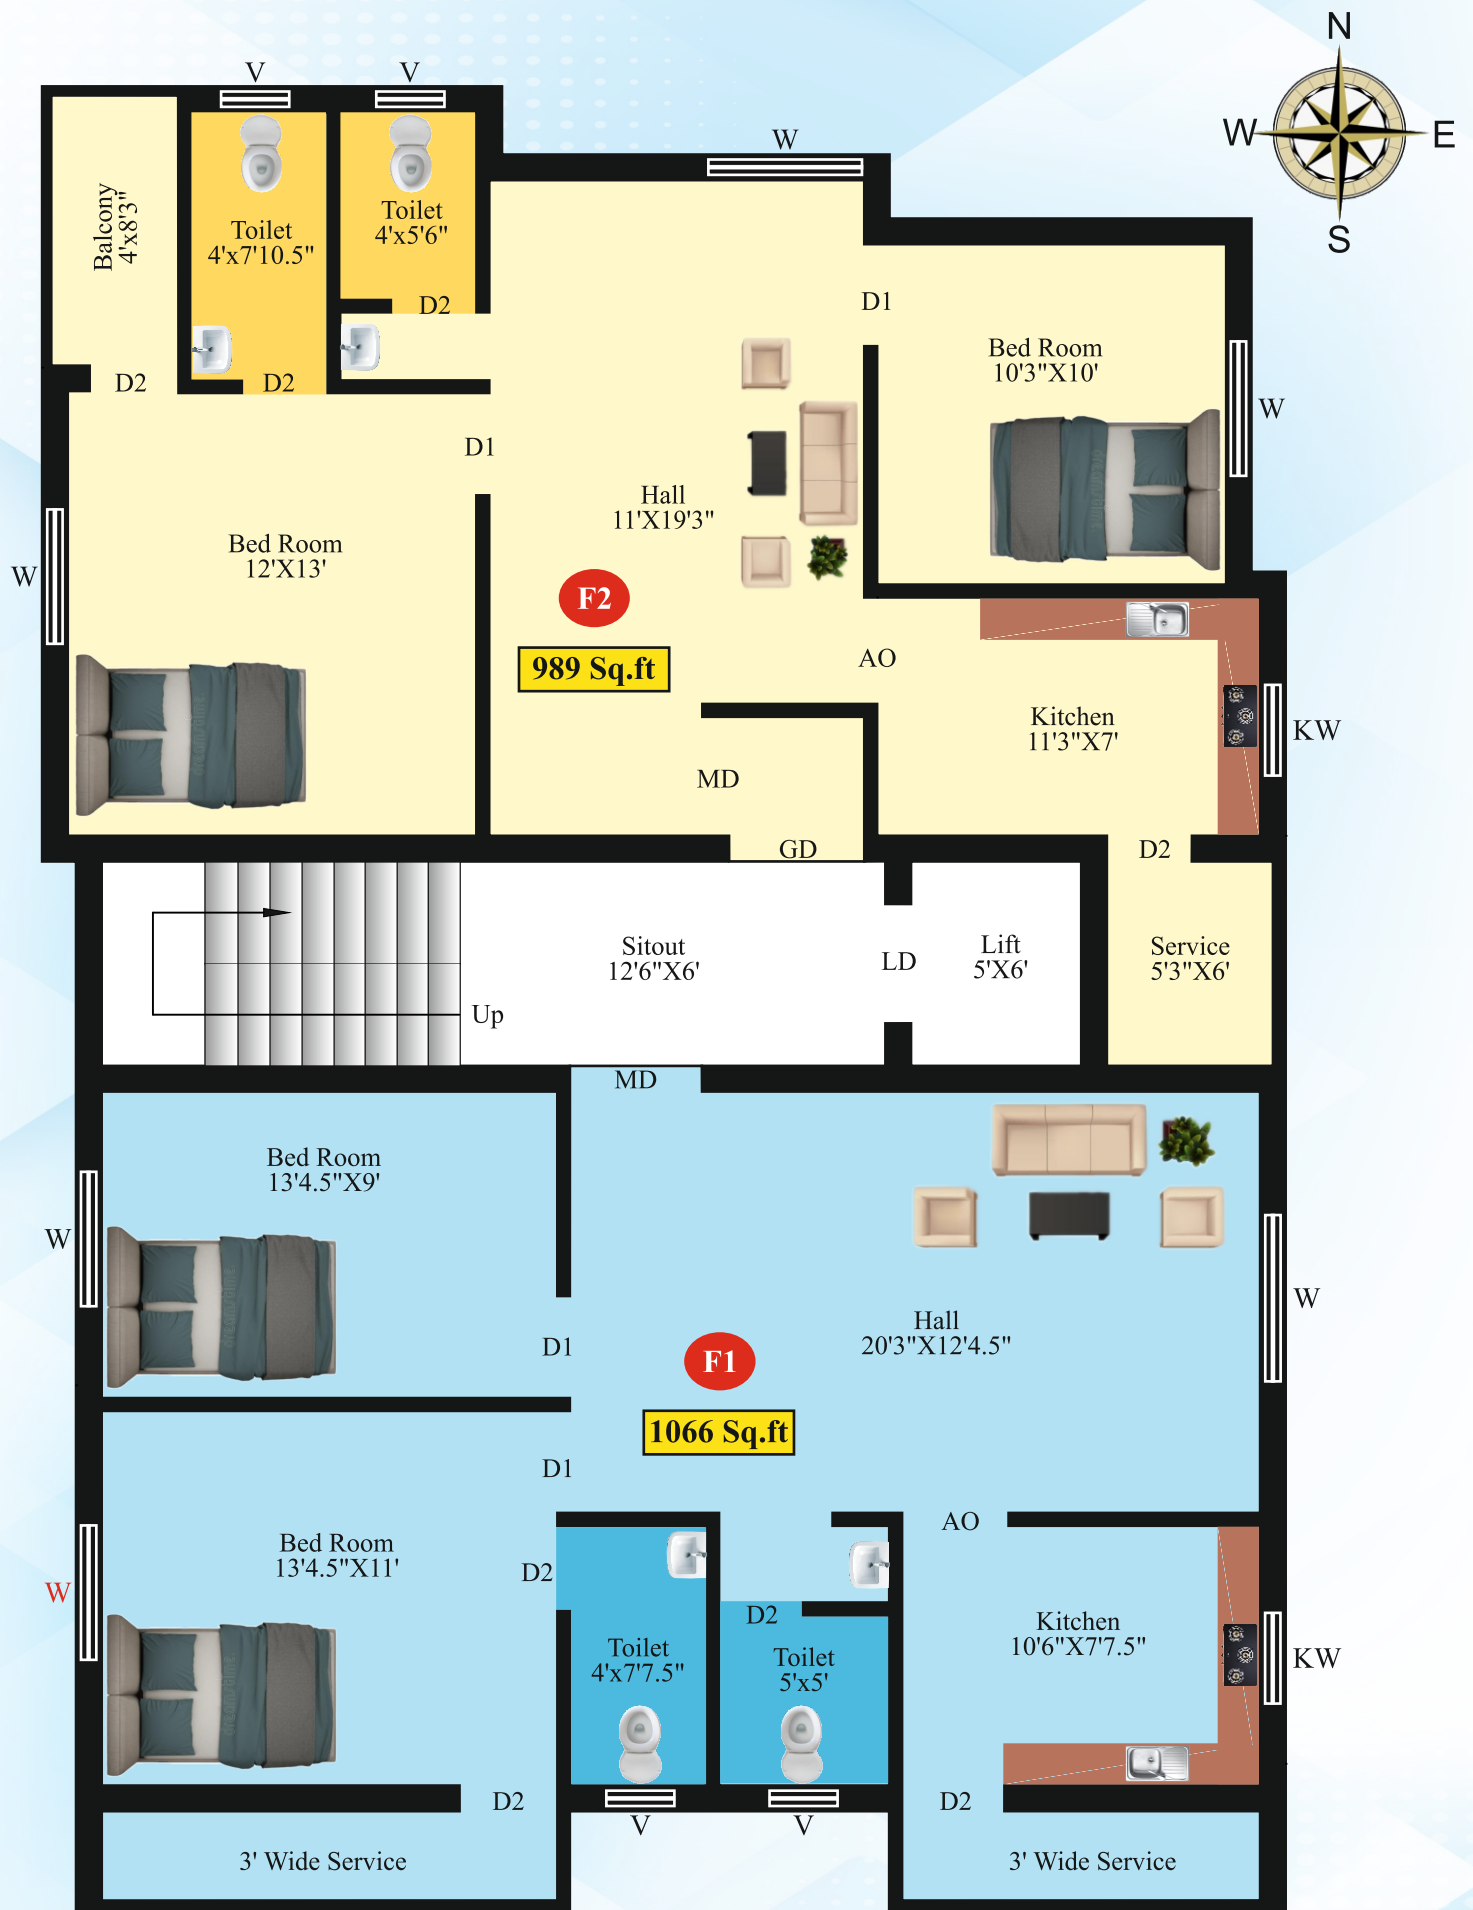 N
W
E
S
V
V
W
Balcony
4'x8'3"
Toilet
4'x7'10.5"
Toilet
4'x5'6"
D2
D1
Bed Room
10'3"X10'
W
D2
D2
D1
Hall
11'X19'3"
Bed Room
12'X13'
W
F2
989 Sq.ft
AO
Kitchen
11'3"X7'
KW
MD
GD
D2
Sitout
12'6"X6'
LD
Lift
5'X6'
Service
5'3"X6'
Up
MD
Bed Room
13'4.5"X9'
W
W
Hall
20'3"X12'4.5"
D1
F1
1066 Sq.ft
D1
AO
Bed Room
13'4.5"X11'
W
D2
D2
Toilet
4'x7'7.5"
Toilet
5'x5'
Kitchen
10'6"X7'7.5"
KW
D2
D2
V
V
3' Wide Service
3' Wide Service